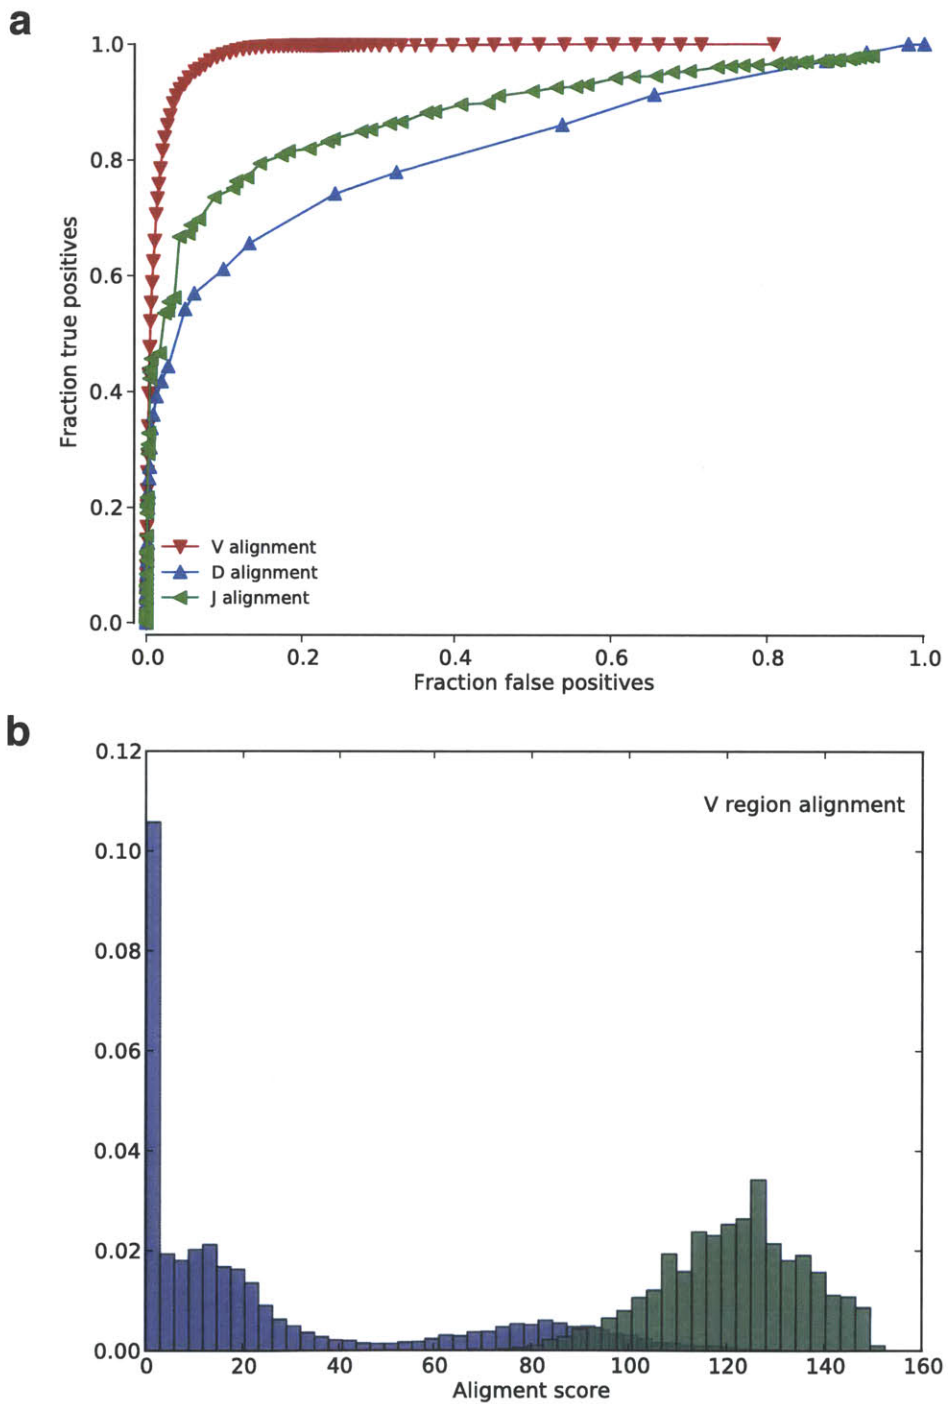 a
1.0
0.8
0.6
0.4
0.2
0.0
Fraction true positives
V alignment
D alignment
J alignment
0.0 0.2 0.4 0.6 0.8 1.0
Fraction false positives
b
0.12
0.10
0.08
0.06
0.04
0.02
0.00
V region alignment
0 20 40 60 80 100 120 140 160
Aligment score